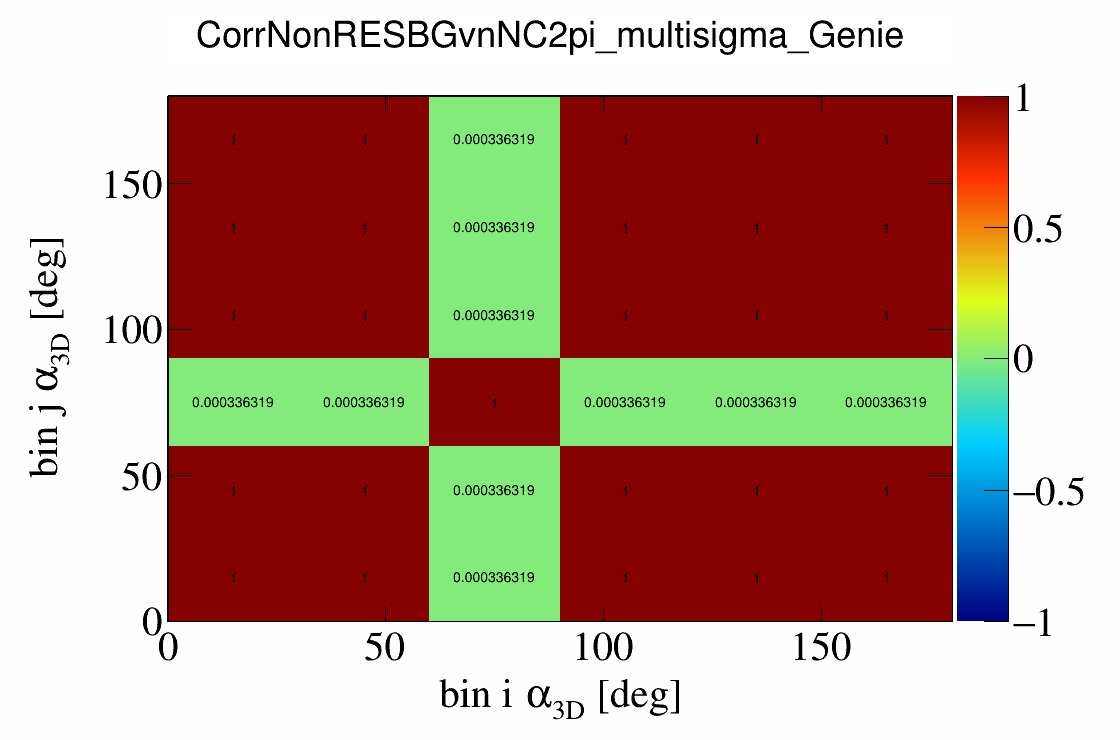 CorrNonRESBGvnNC2pi_multisigma_Genie
1 1 0.000336319 1 1 1
1 1 0.000336319 1 1 1
1 1 0.000336319 1 1 1
0.000336319 0.000336319 1 0.000336319 0.000336319 0.000336319
1 1 0.000336319 1 1 1
1 1 0.000336319 1 1 1
150
100
50
0
bin j α3D [deg]
0 50 100 150
bin i α3D [deg]
1
0.5
0
−0.5
−1